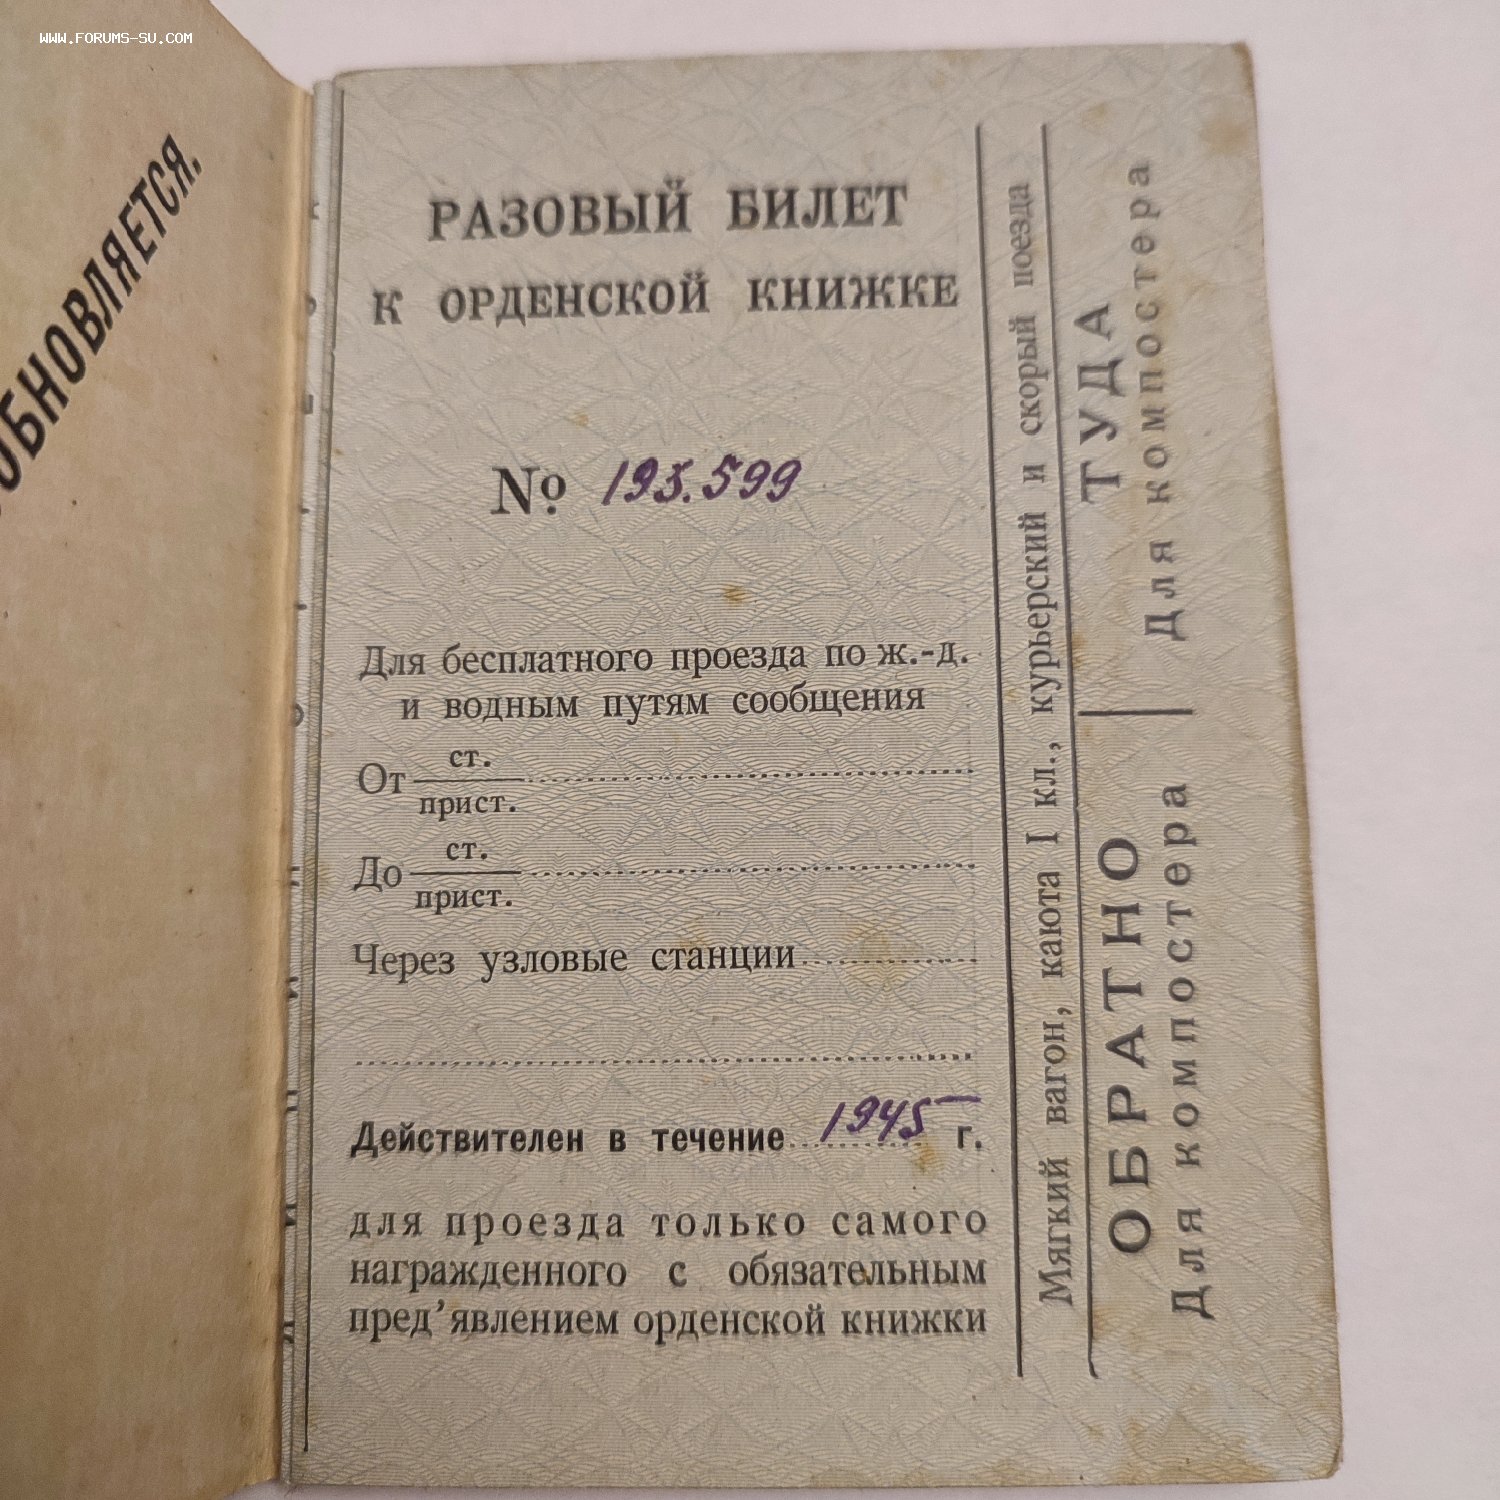 WWW.FORUMS-SU.COM
ОБНОВЛЯЕТСЯ.
РАЗОВЫЙ БИЛЕТ
К ОРДЕНСКОЙ КНИЖКЕ
№ 193.599
Для бесплатного проезда по ж.-д.
и водным путям сообщения
От ст.
прист.
До ст.
прист.
Через узловые станции
Действителен в течение 1945 г.
для проезда только самого
награжденного с обязательным
пред’явлением орденской книжки
Мягкий вагон, каюта I кл., курьерский и скорый поезда
ТУДА
Для компостера
ОБРАТНО
Для компостера